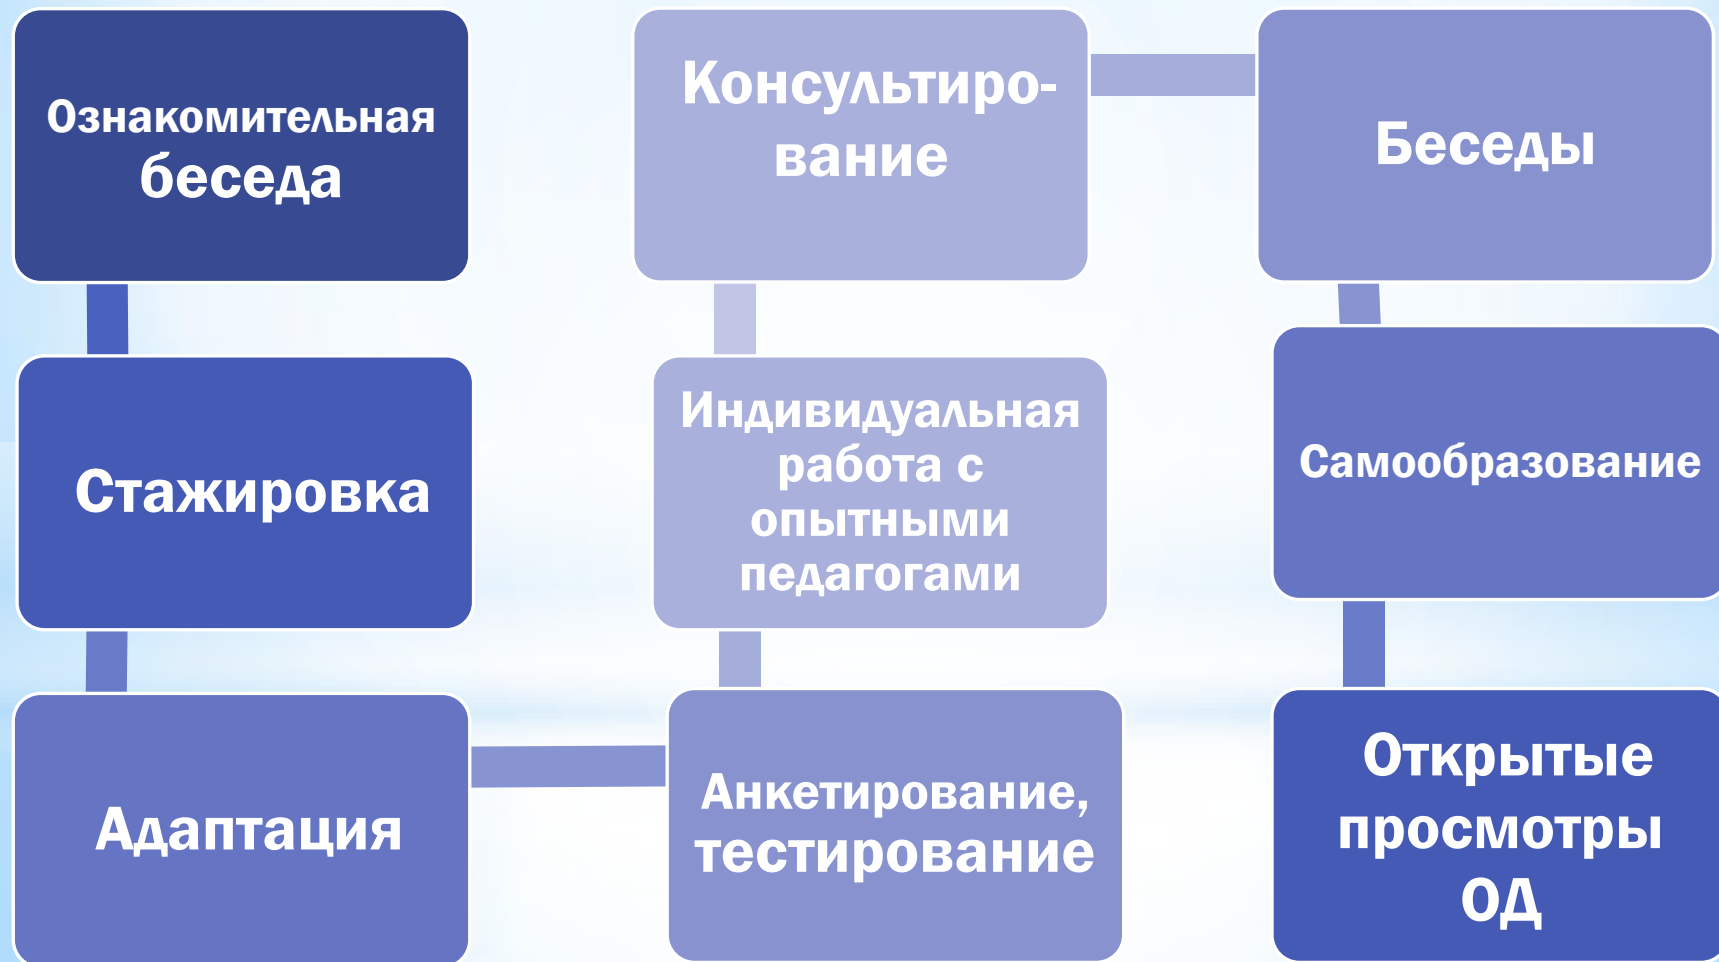 Ознакомительная
беседа
Стажировка
Адаптация
Анкетирование,
тестирование
Индивидуальная
работа с
опытными
педагогами
Консультиро-
вание
Беседы
Самообразование
Открытые
просмотры
ОД